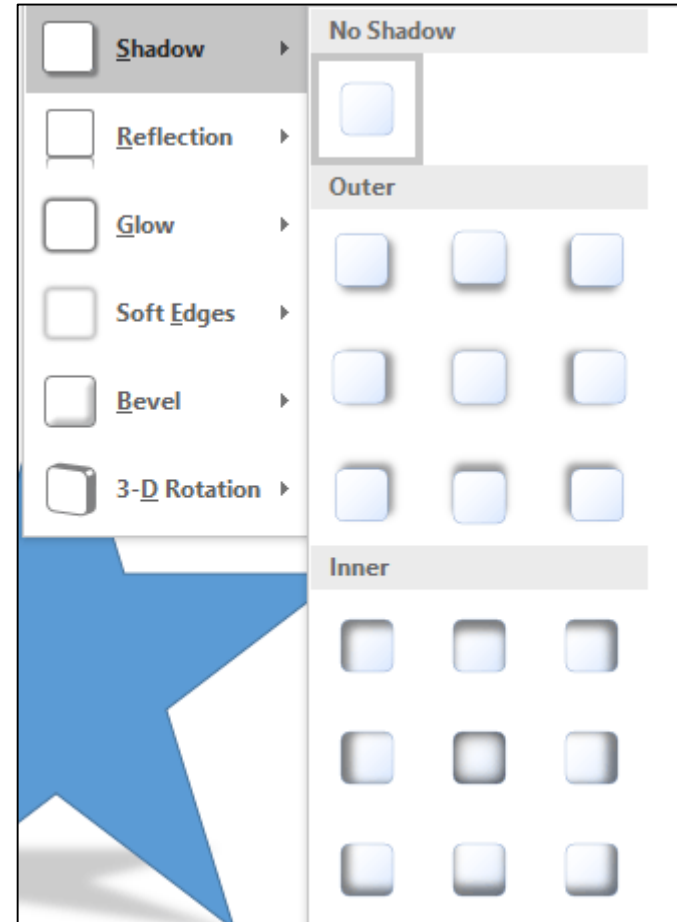 Shadow
Reflection
Glow
Soft Edges
Bevel
3-D Rotation
No Shadow
Outer
Inner